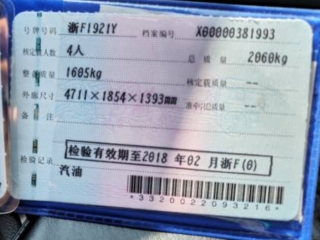 号牌号码 浙F1921Y 档案编号 X60000381993
核定载人数 4人 总质量 2060kg
整备质量 1605kg 核定载质量 --
外廓尺寸 4711×1854×1393mm 准牵引总质量 --
备注
检验有效期至2018 年02 月浙F(0)
检验记录
汽油
*3320022093216*